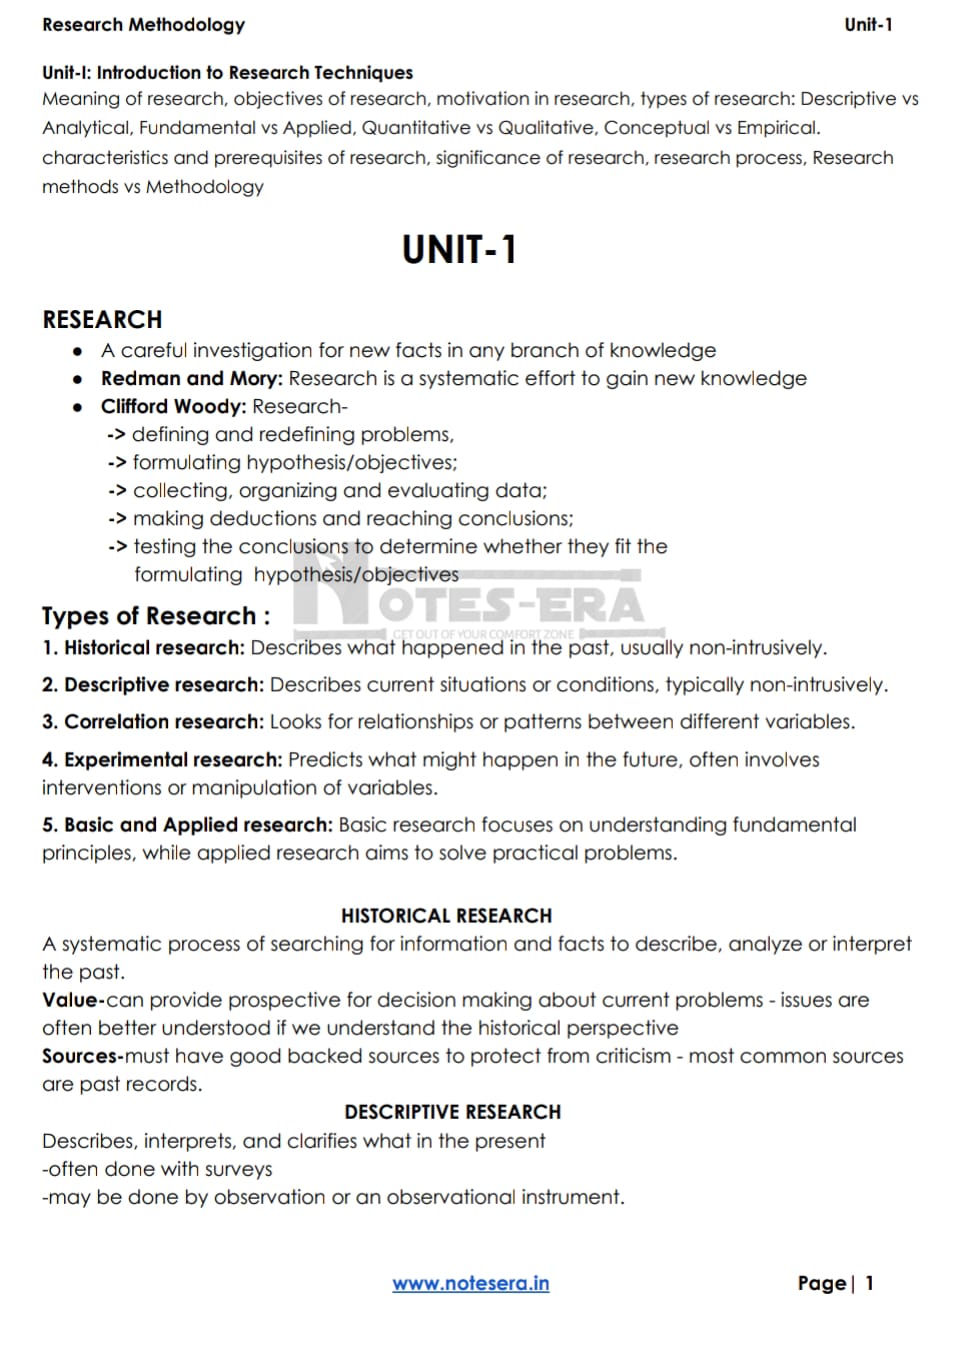 Research Methodology Unit-1
Unit-I: Introduction to Research Techniques
Meaning of research, objectives of research, motivation in research, types of research: Descriptive vs
Analytical, Fundamental vs Applied, Quantitative vs Qualitative, Conceptual vs Empirical.
characteristics and prerequisites of research, significance of research, research process, Research
methods vs Methodology
UNIT-1
RESEARCH
● A careful investigation for new facts in any branch of knowledge
● Redman and Mory: Research is a systematic effort to gain new knowledge
● Clifford Woody: Research-
-> defining and redefining problems,
-> formulating hypothesis/objectives;
-> collecting, organizing and evaluating data;
-> making deductions and reaching conclusions;
-> testing the conclusions to determine whether they fit the
formulating hypothesis/objectives
NOTES-ERA
GET OUT OF YOUR COMFORT ZONE
Types of Research :
1. Historical research: Describes what happened in the past, usually non-intrusively.
2. Descriptive research: Describes current situations or conditions, typically non-intrusively.
3. Correlation research: Looks for relationships or patterns between different variables.
4. Experimental research: Predicts what might happen in the future, often involves
interventions or manipulation of variables.
5. Basic and Applied research: Basic research focuses on understanding fundamental
principles, while applied research aims to solve practical problems.
HISTORICAL RESEARCH
A systematic process of searching for information and facts to describe, analyze or interpret
the past.
Value-can provide prospective for decision making about current problems - issues are
often better understood if we understand the historical perspective
Sources-must have good backed sources to protect from criticism - most common sources
are past records.
DESCRIPTIVE RESEARCH
Describes, interprets, and clarifies what in the present
-often done with surveys
-may be done by observation or an observational instrument.
www.notesera.in Page| 1